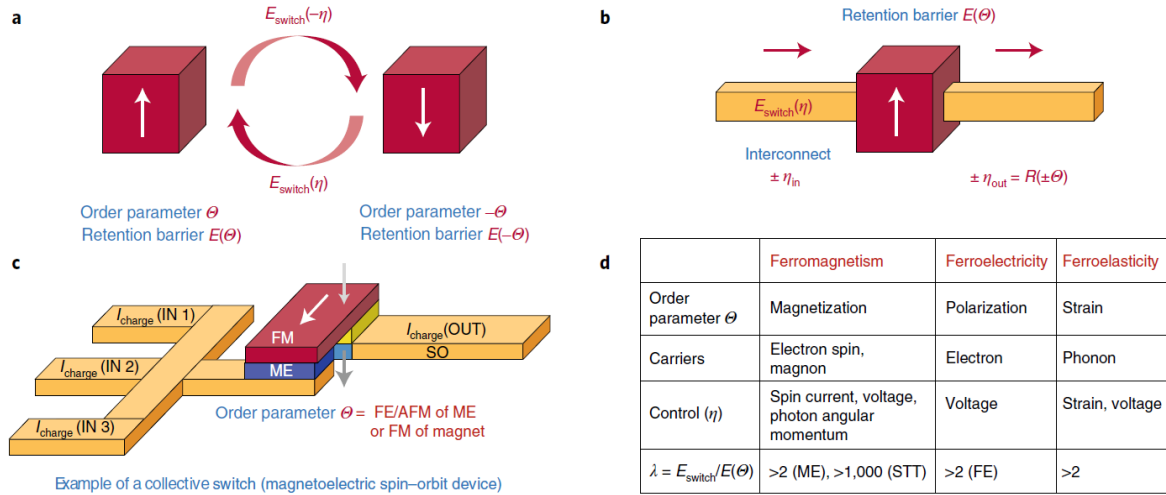 a
E_switch(-η)
E_switch(η)
Order parameter Θ
Retention barrier E(Θ)
Order parameter –Θ
Retention barrier E(–Θ)
b
Retention barrier E(Θ)
E_switch(η)
Interconnect
± η_in
± η_out = R(±Θ)
c
I_charge (IN 1)
I_charge (IN 2)
I_charge (IN 3)
FM
ME
I_charge (OUT)
SO
Order parameter Θ = FE/AFM of ME
or FM of magnet
Example of a collective switch (magnetoelectric spin–orbit device)
d
Ferromagnetism Ferroelectricity Ferroelasticity
Order
parameter Θ
Magnetization Polarization Strain
Carriers
Electron spin,
magnon
Electron Phonon
Control (η)
Spin current, voltage,
photon angular
momentum
Voltage Strain, voltage
λ = E_switch/E(Θ) >2 (ME), >1,000 (STT) >2 (FE) >2